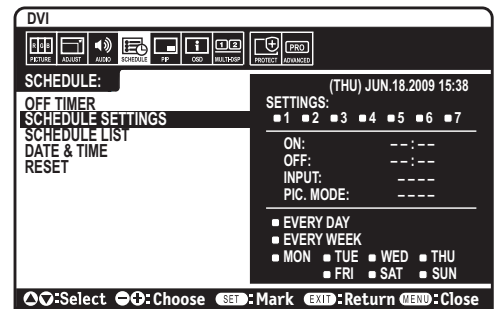 DVI
RGB
PICTURE ADJUST AUDIO SCHEDULE PIP OSD MULTI-DSP PROTECT ADVANCED
1 2
PRO
SCHEDULE:
OFF TIMER
SCHEDULE SETTINGS
SCHEDULE LIST
DATE & TIME
RESET
(THU) JUN.18.2009 15:38
SETTINGS:
1 2 3 4 5 6 7
ON: --:--
OFF: --:--
INPUT: ----
PIC. MODE: ----
EVERY DAY
EVERY WEEK
MON TUE WED THU
FRI SAT SUN
:Select :Choose SET:Mark EXIT:Return MENU:Close